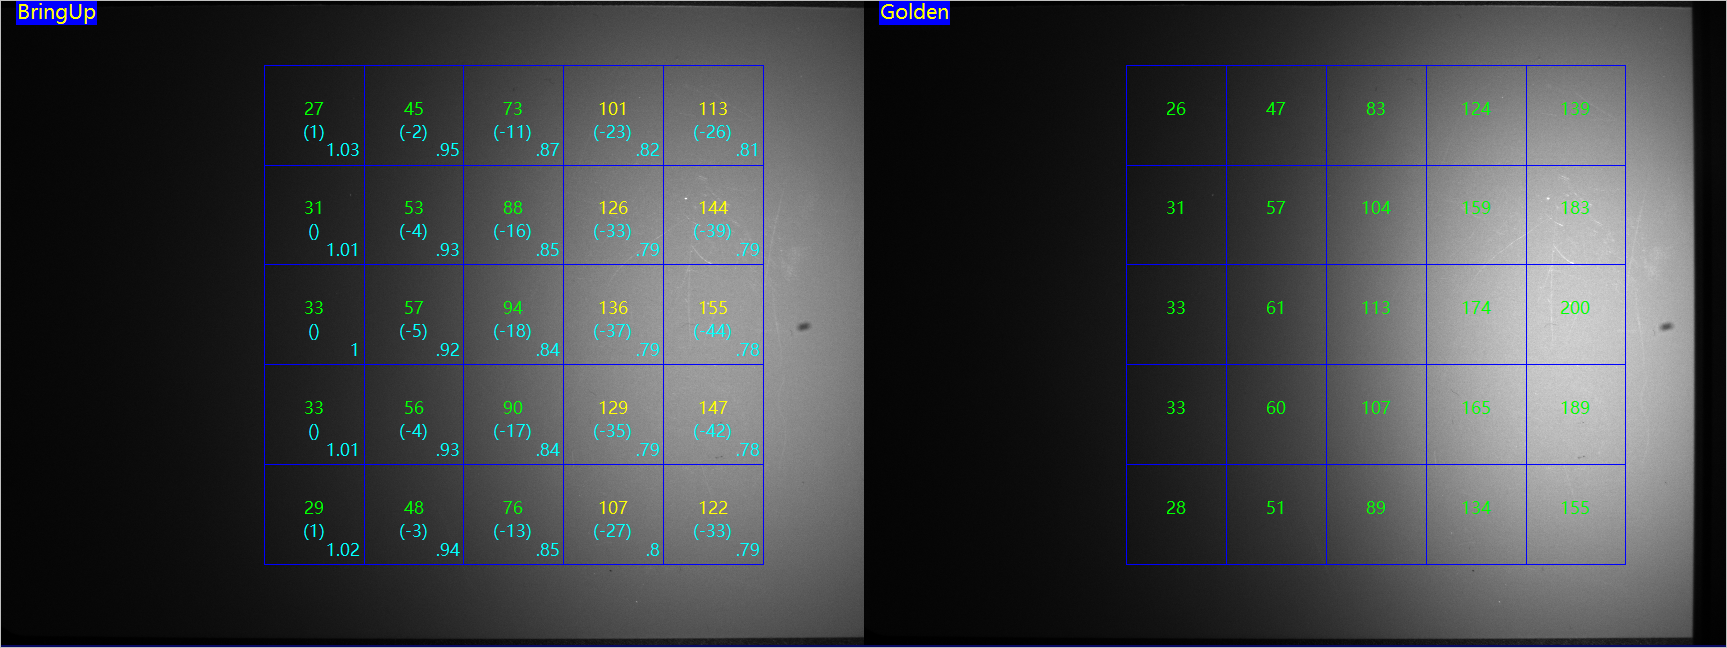 BringUp
27 45 73 101 113
(1) (-2) (-11) (-23) (-26)
1.03 .95 .87 .82 .81
31 53 88 126 144
() (-4) (-16) (-33) (-39)
1.01 .93 .85 .79 .79
33 57 94 136 155
() (-5) (-18) (-37) (-44)
1 .92 .84 .79 .78
33 56 90 129 147
() (-4) (-17) (-35) (-42)
1.01 .93 .84 .79 .78
29 48 76 107 122
(1) (-3) (-13) (-27) (-33)
1.02 .94 .85 .8 .79
Golden
26 47 83 124 139
31 57 104 159 183
33 61 113 174 200
33 60 107 165 189
28 51 89 134 155